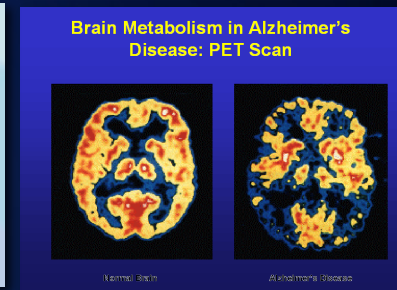 Brain Metabolism in Alzheimer's
Disease: PET Scan
Normal Brain
Alzheimer's Disease